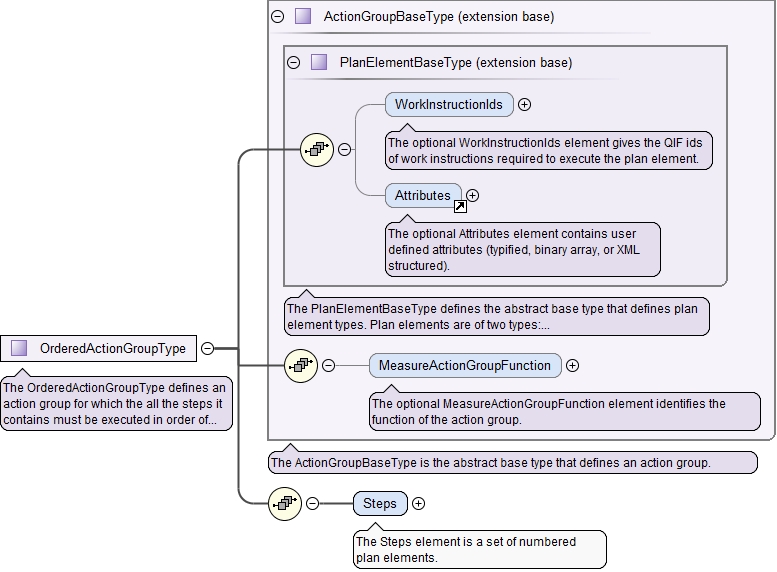 ActionGroupBaseType (extension base)
PlanElementBaseType (extension base)
WorkInstructionIds
The optional WorkInstructionIds element gives the QIF ids
of work instructions required to execute the plan element.
Attributes
The optional Attributes element contains user
defined attributes (typified, binary array, or XML
structured).
The PlanElementBaseType defines the abstract base type that defines plan
element types. Plan elements are of two types:...
OrderedActionGroupType
The OrderedActionGroupType defines an
action group for which the all the steps it
contains must be executed in order of...
MeasureActionGroupFunction
The optional MeasureActionGroupFunction element identifies the
function of the action group.
The ActionGroupBaseType is the abstract base type that defines an action group.
Steps
The Steps element is a set of numbered
plan elements.